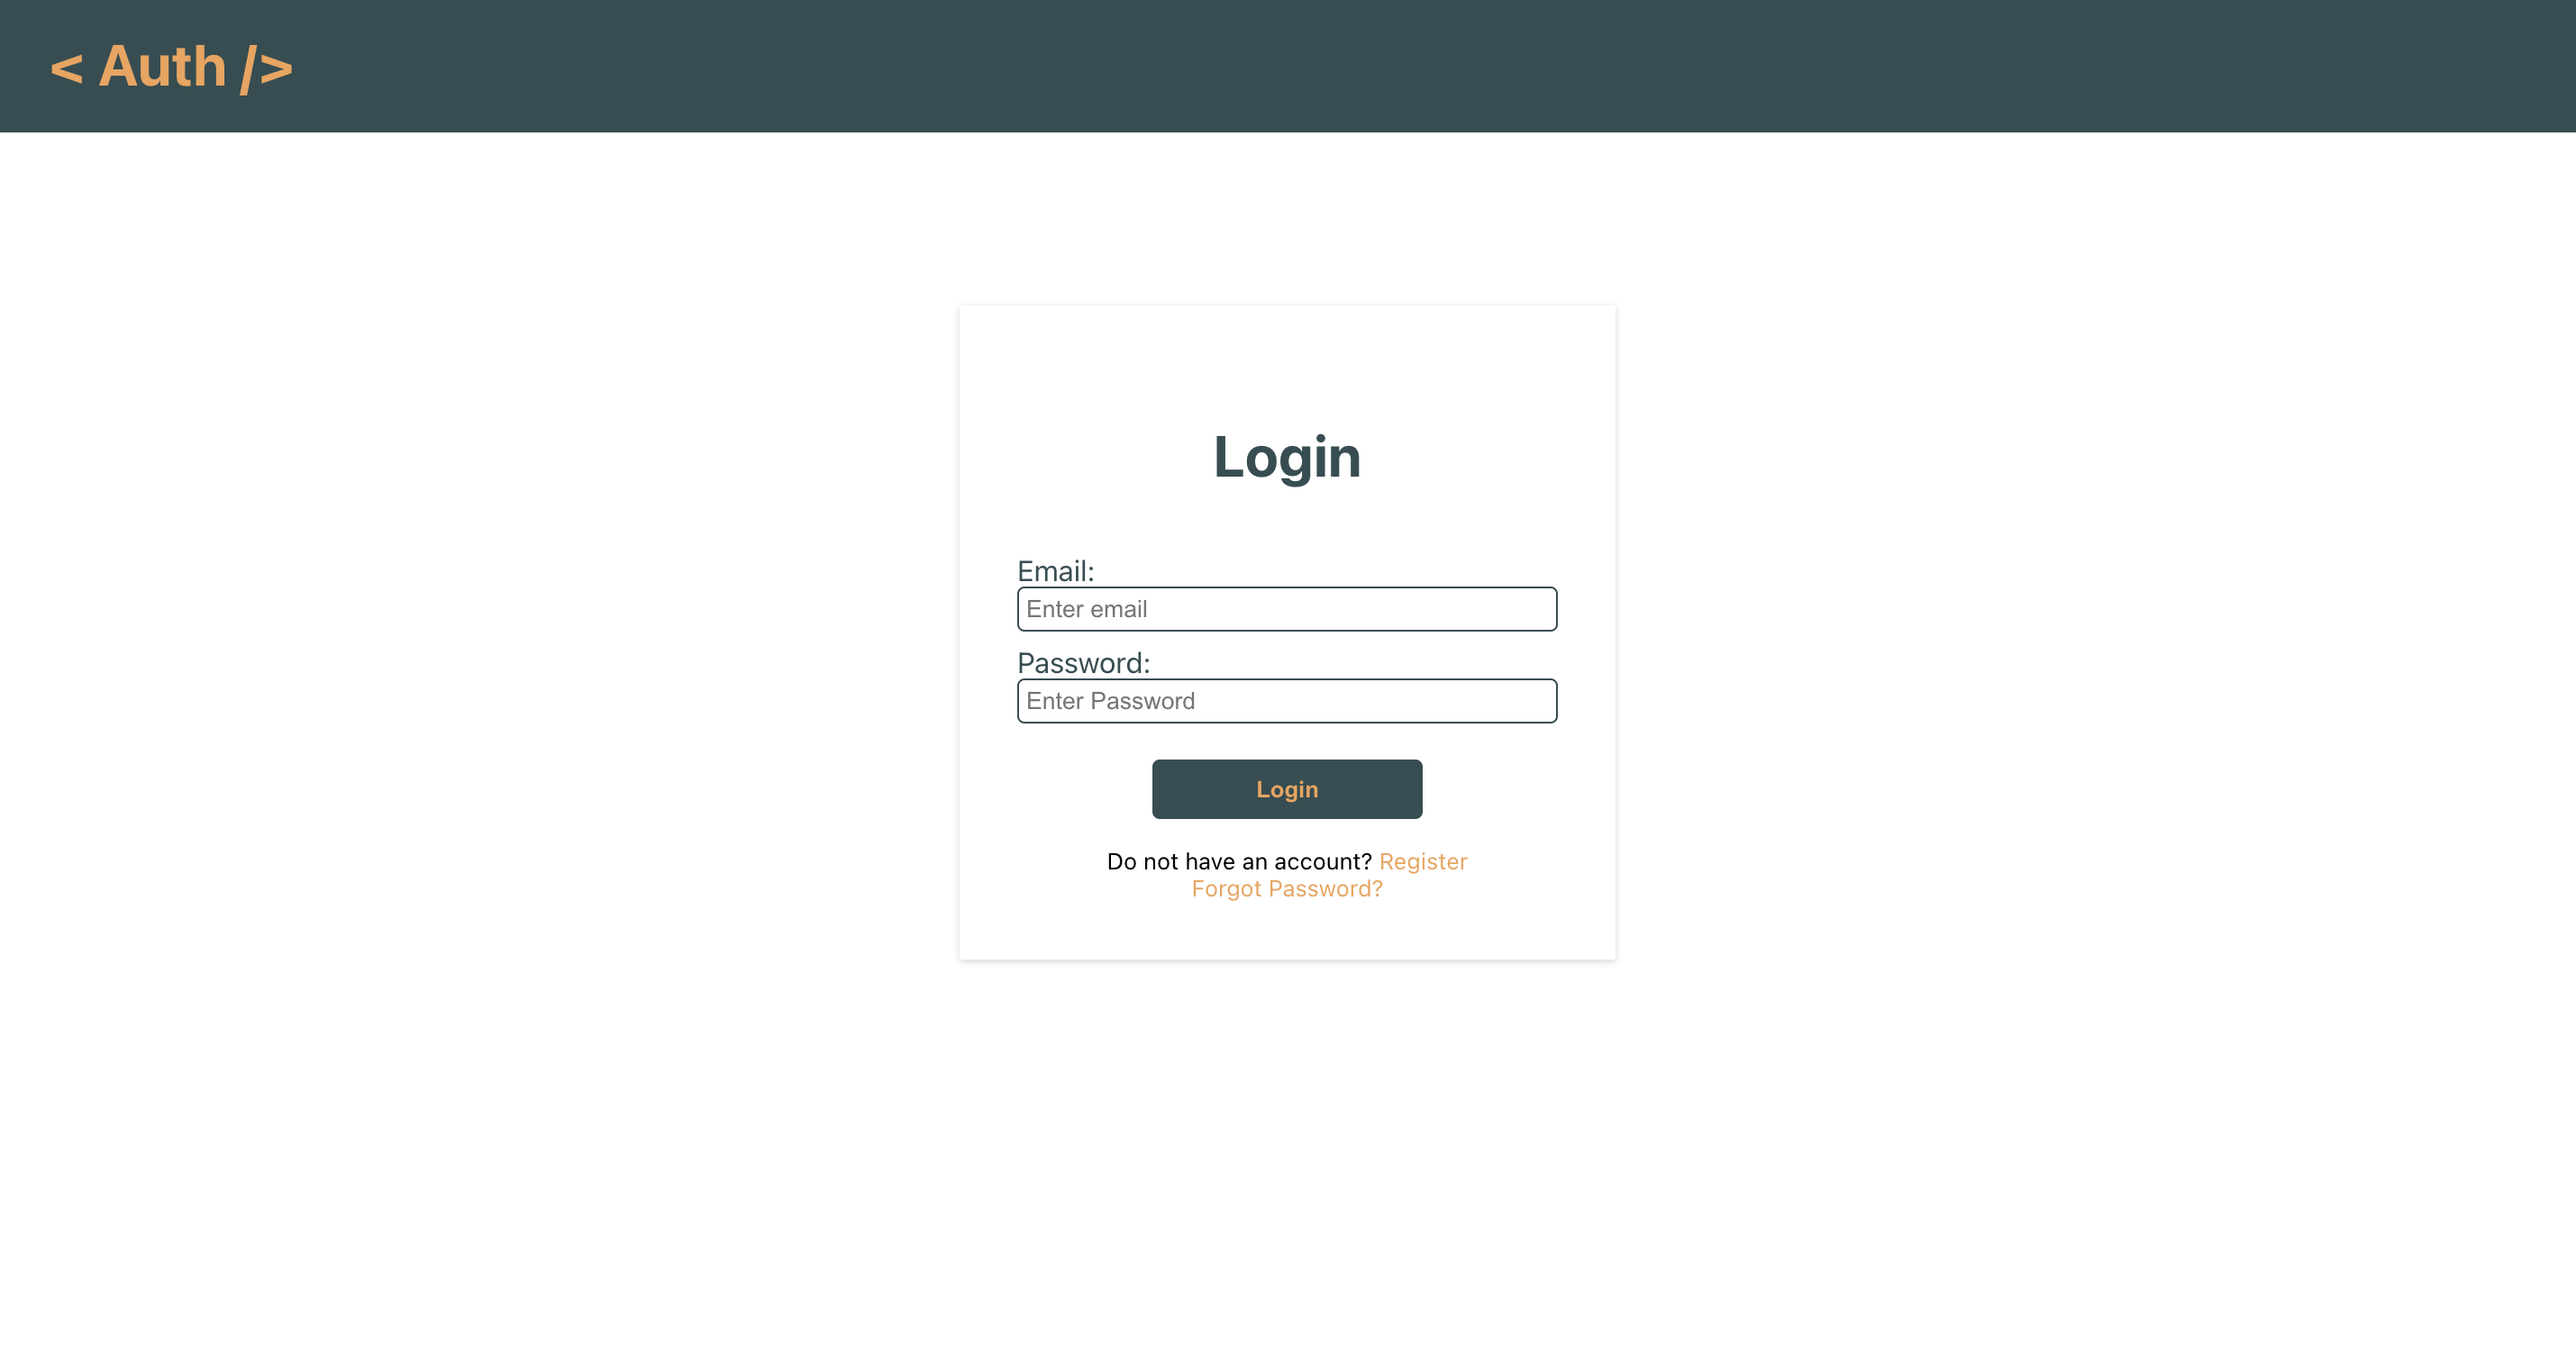 < Auth />
Login
Email:
Enter email
Password:
Enter Password
Login
Do not have an account? Register
Forgot Password?